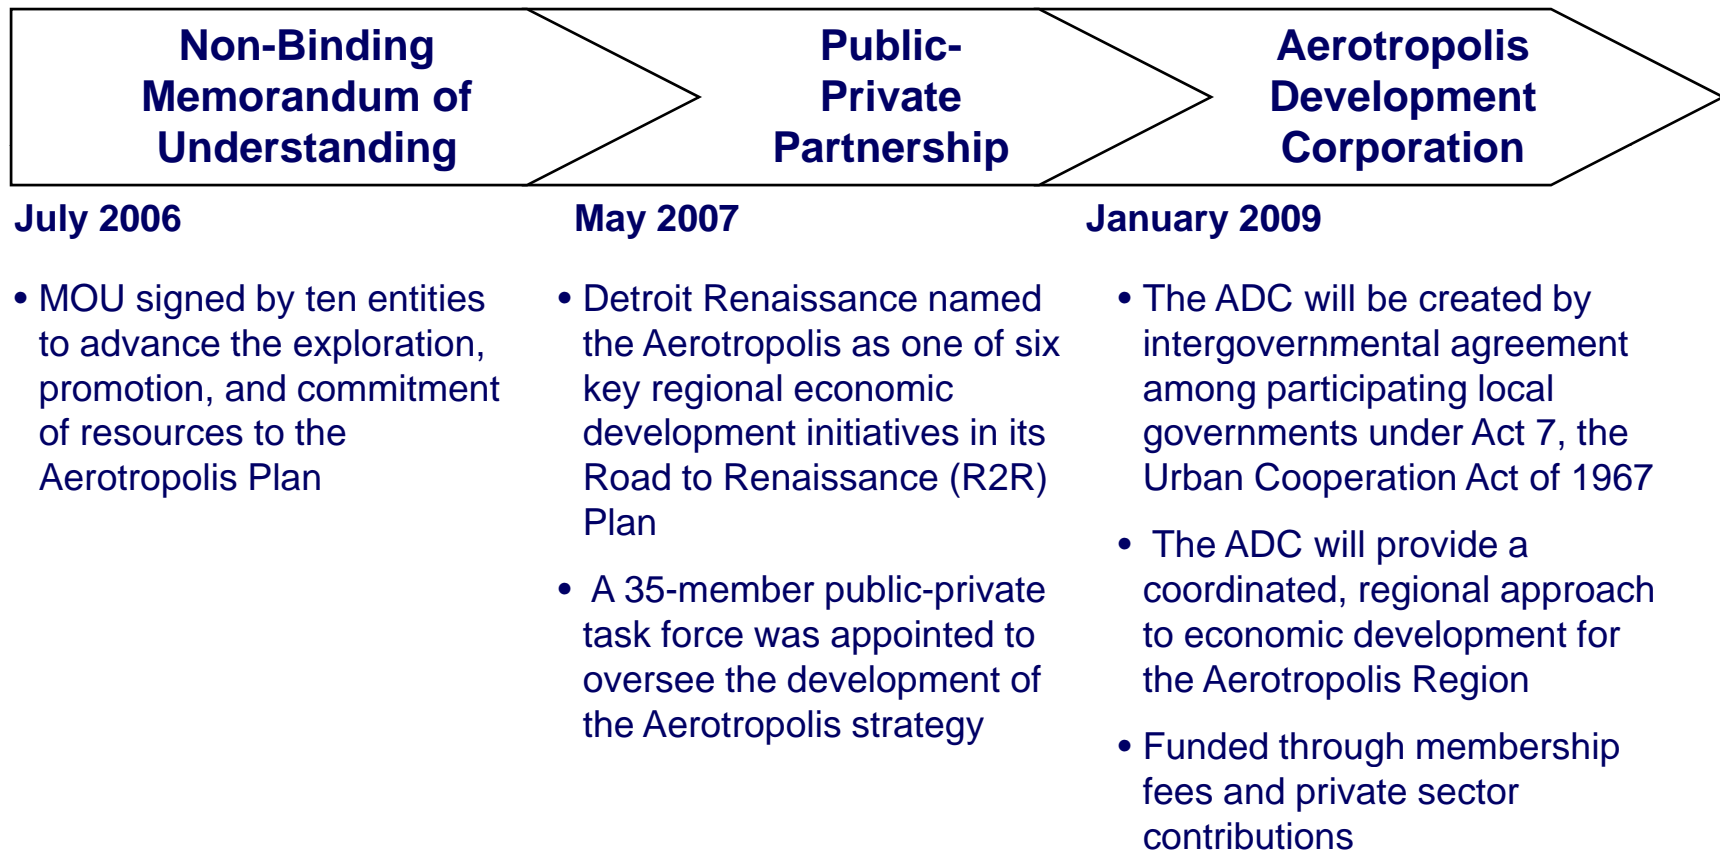 Non-Binding
Memorandum of
Understanding
Public-
Private
Partnership
Aerotropolis
Development
Corporation
July 2006
• MOU signed by ten entities
to advance the exploration,
promotion, and commitment
of resources to the
Aerotropolis Plan
May 2007
• Detroit Renaissance named
the Aerotropolis as one of six
key regional economic
development initiatives in its
Road to Renaissance (R2R)
Plan
• A 35-member public-private
task force was appointed to
oversee the development of
the Aerotropolis strategy
January 2009
• The ADC will be created by
intergovernmental agreement
among participating local
governments under Act 7, the
Urban Cooperation Act of 1967
• The ADC will provide a
coordinated, regional approach
to economic development for
the Aerotropolis Region
• Funded through membership
fees and private sector
contributions